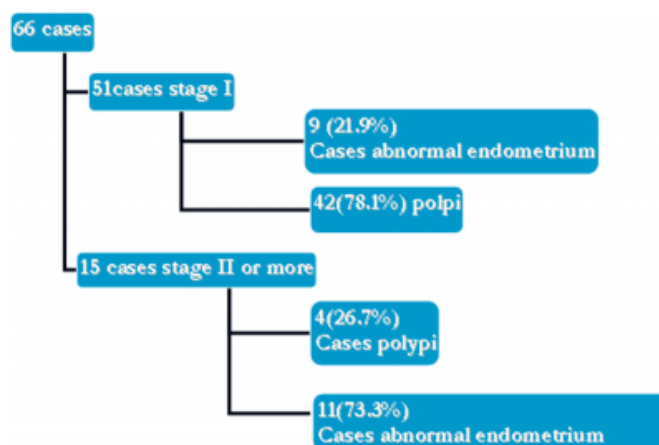 66 cases
51cases stage I
9 (21.9%)
Cases abnormal endometrium
42(78.1%) polpi
15 cases stage II or more
4(26.7%)
Cases polypi
11(73.3%)
Cases abnormal endometrium